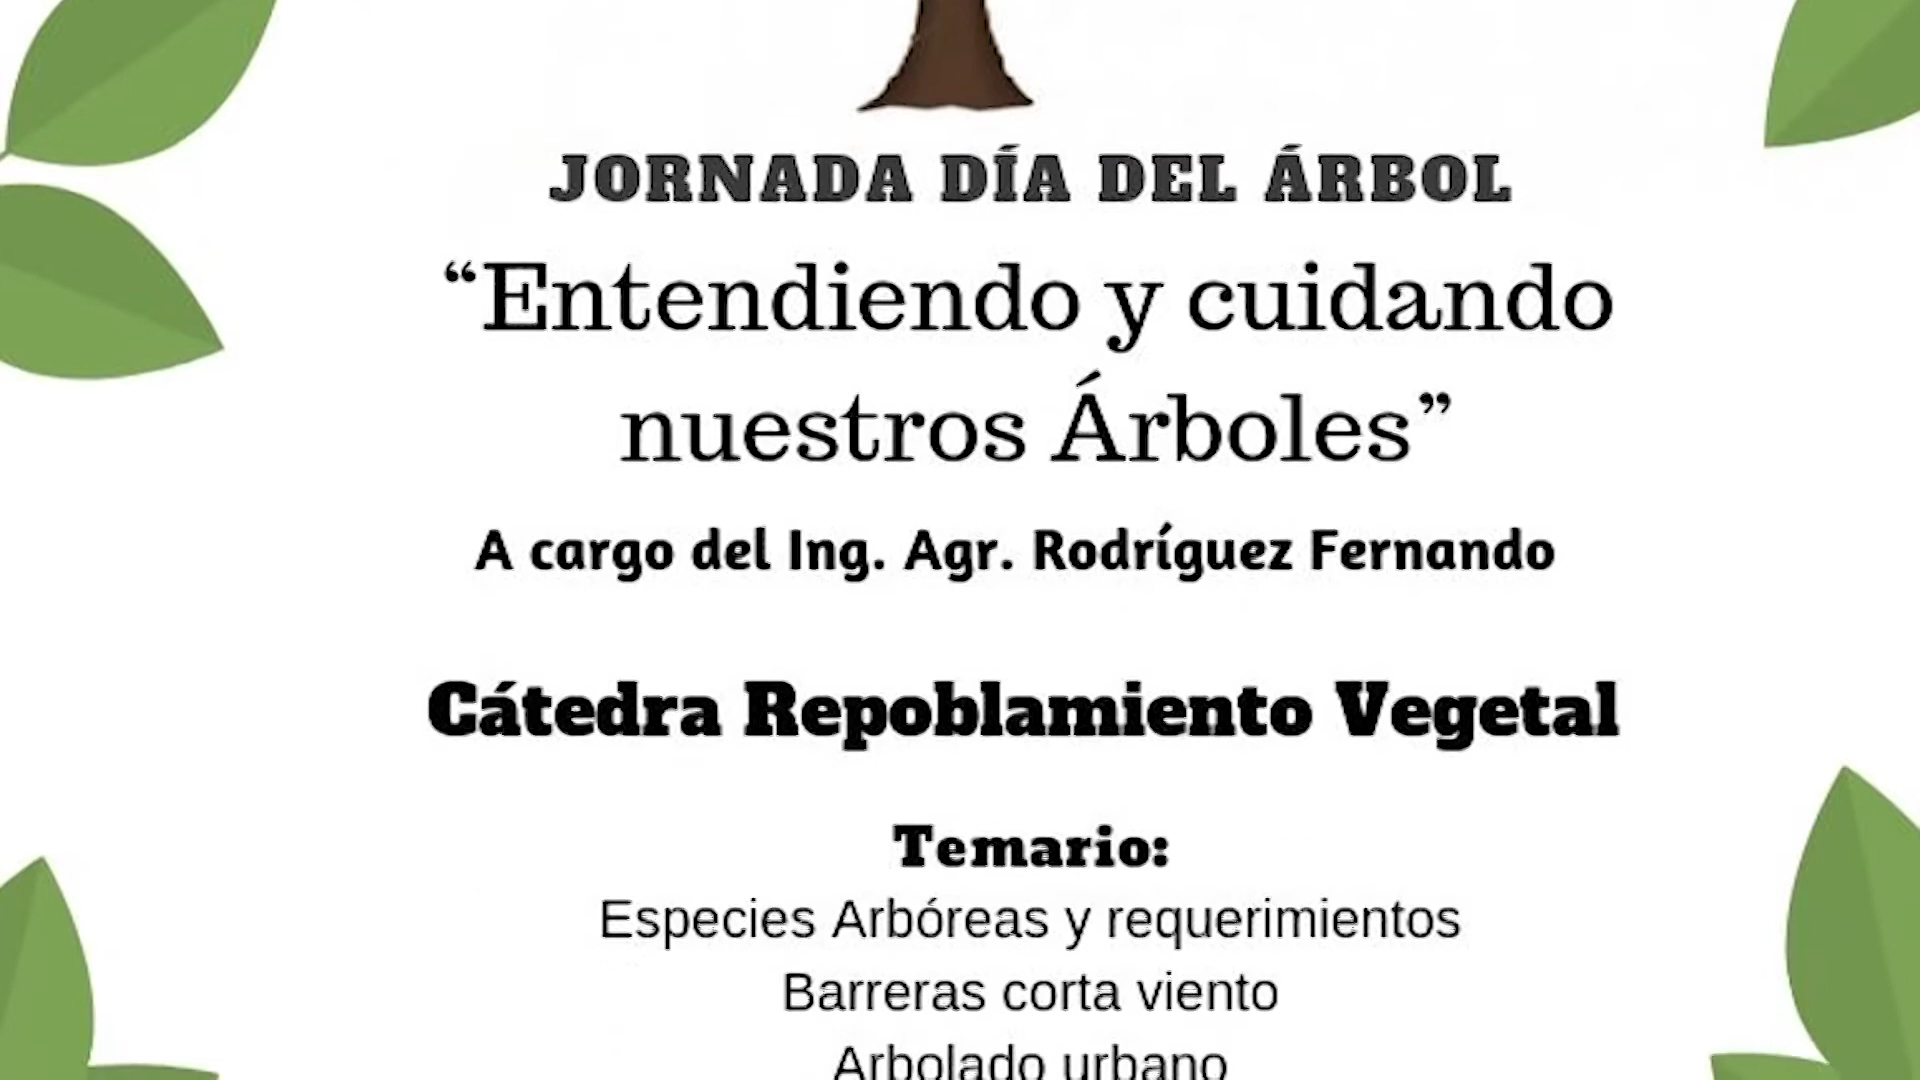 JORNADA DÍA DEL ÁRBOL
“Entendiendo y cuidando
nuestros Árboles”
A cargo del Ing. Agr. Rodríguez Fernando
Cátedra Repoblamiento Vegetal
Temario:
Especies Arbóreas y requerimientos
Barreras corta viento
Arbolado urbano